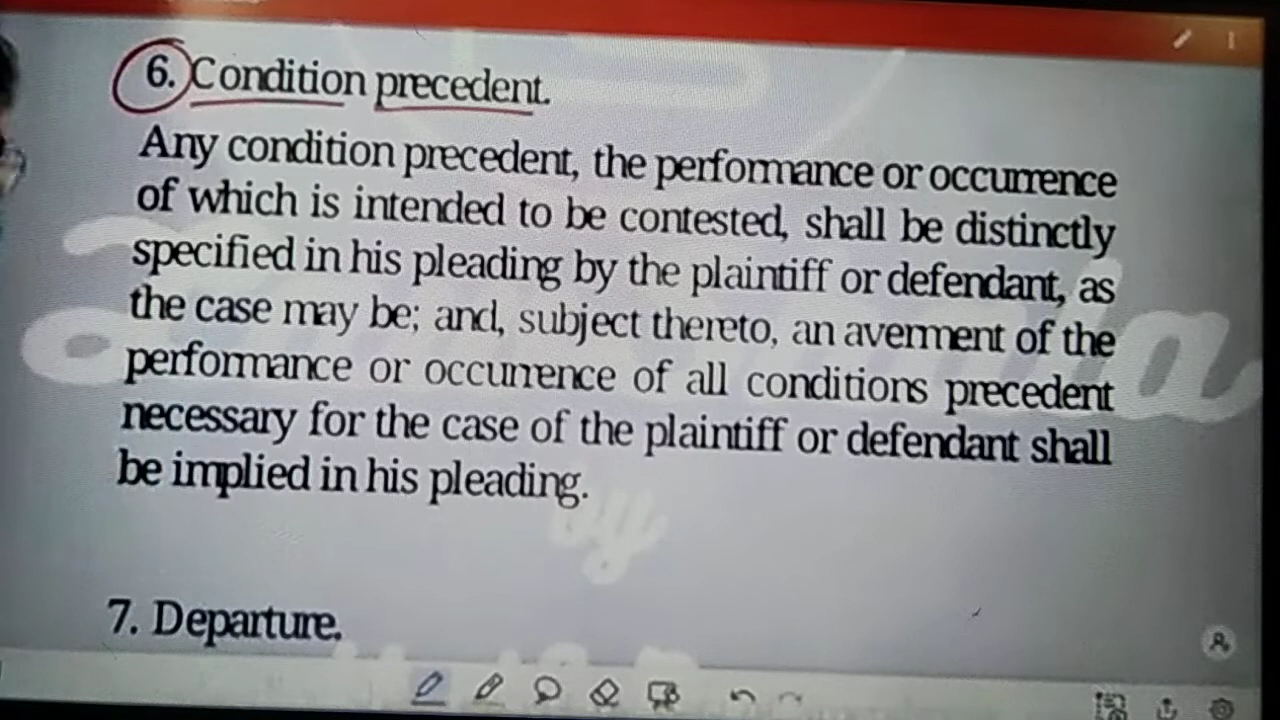 6. Condition precedent.
Any condition precedent, the performance or occurrence
of which is intended to be contested, shall be distinctly
specified in his pleading by the plaintiff or defendant, as
the case may be; and, subject thereto, an averment of the
performance or occurrence of all conditions precedent
necessary for the case of the plaintiff or defendant shall
be implied in his pleading.
by
7. Departure.